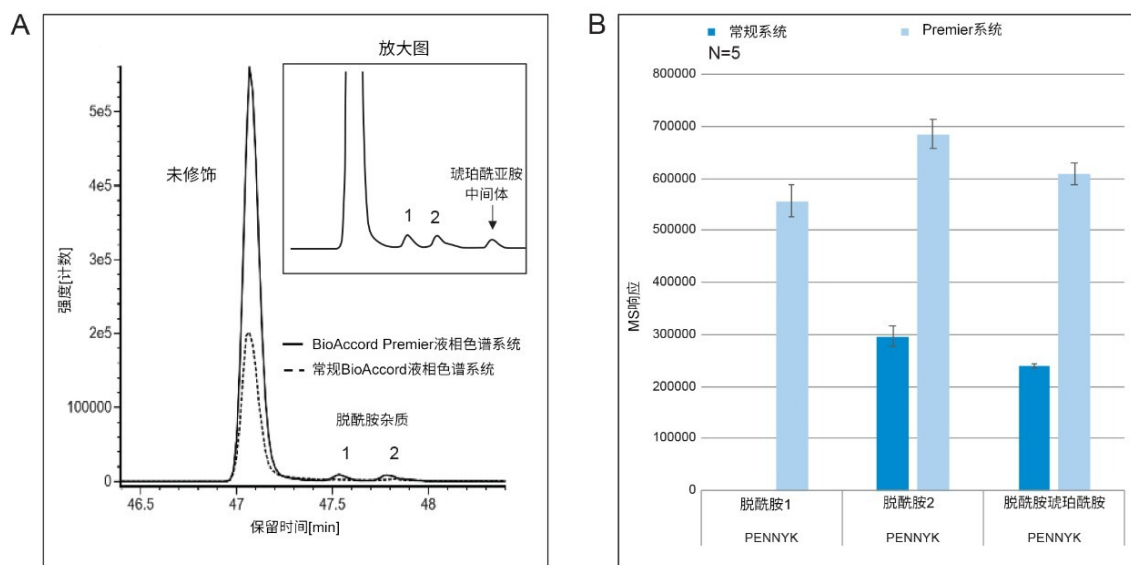 A
放大图
5e5
4e5
3e5
2e5
100000
0
强度[计数]
未修饰
1
2
琥珀酰亚胺
中间体
BioAccord Premier液相色谱系统
常规BioAccord液相色谱系统
脱酰胺杂质
1
2
46.5
47
47.5
48
保留时间[min]
B
常规系统
Premier系统
N=5
800000
700000
600000
500000
400000
300000
200000
100000
0
MS响应
脱酰胺1
脱酰胺2
脱酰胺琥珀酰胺
PENNYK
PENNYK
PENNYK